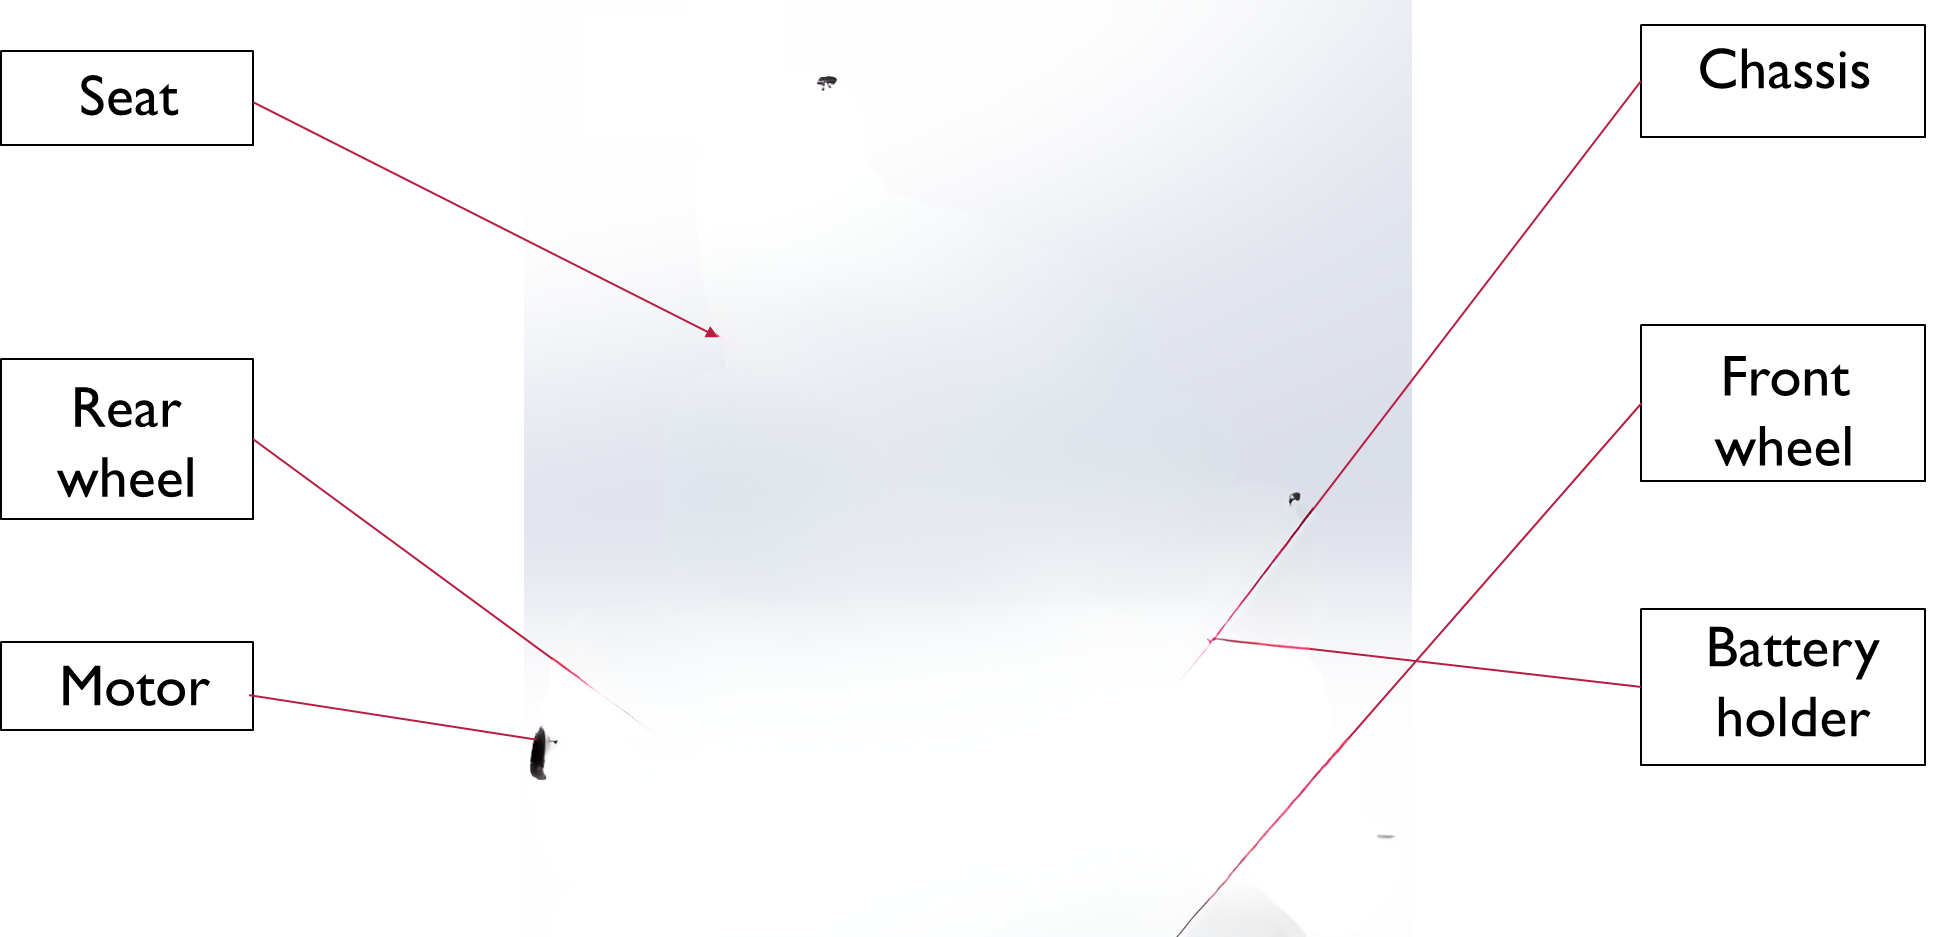 Seat
Rear
wheel
Motor
Chassis
Front
wheel
Battery
holder